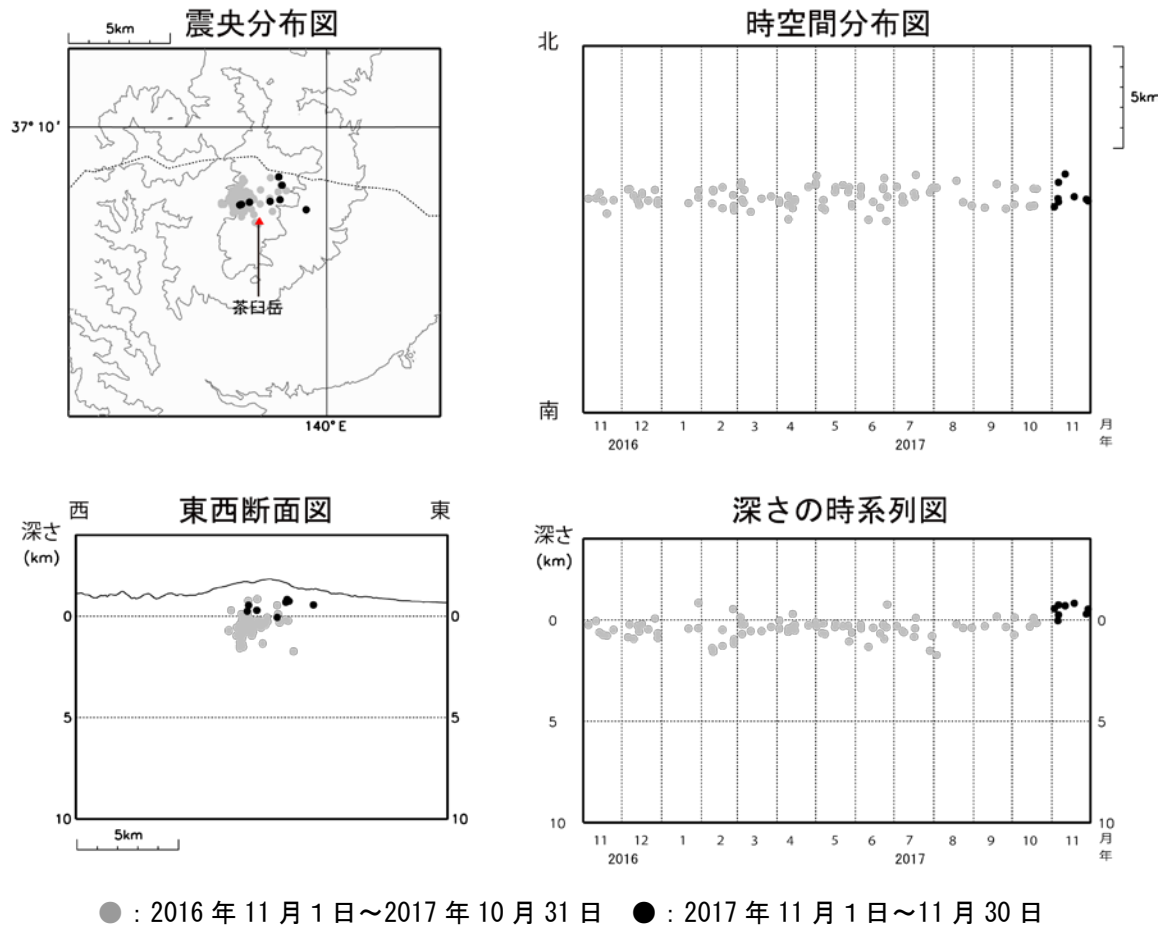 震央分布図
5km
37° 10′
茶臼岳
140° E
時空間分布図
北
南
5km
11 12 1 2 3 4 5 6 7 8 9 10 11 月
2016 2017 年
東西断面図
西 東
深さ
(km)
0 0
5 5
10 10
5km
深さの時系列図
深さ
(km)
0 0
5 5
10 10
11 12 1 2 3 4 5 6 7 8 9 10 11 月
2016 2017 年
●：2016 年 11 月 1 日～2017 年 10 月 31 日 ●：2017 年 11 月 1 日～11 月 30 日